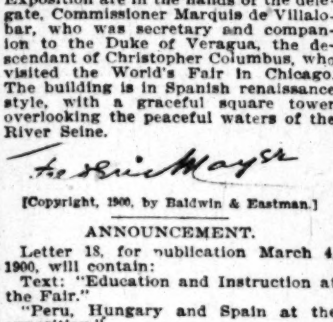 Exposition are in the hands of the dele-
gate, Commissioner Marquis de Villalo-
bar, who was secretary and compan-
ion to the Duke of Veragua, the de-
scendant of Christopher Columbus, who
visited the World's Fair in Chicago.
The building is in Spanish renaissance
style, with a graceful square tower
overlooking the peaceful waters of the
River Seine.
Frederic Mayer
[Copyright, 1900, by Baldwin & Eastman.]
ANNOUNCEMENT.
Letter 18, for publication March 4
1900, will contain:
Text: "Education and Instruction at
the Fair."
"Peru, Hungary and Spain at the